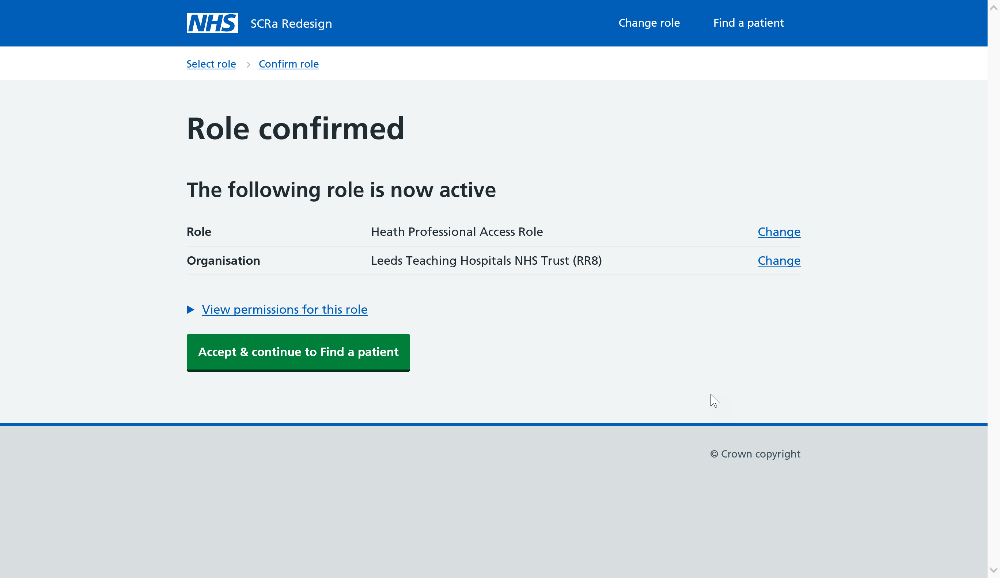 NHS SCRa Redesign Change role Find a patient
Select role Confirm role
Role confirmed
The following role is now active
Role Heath Professional Access Role Change
Organisation Leeds Teaching Hospitals NHS Trust (RR8) Change
View permissions for this role
Accept & continue to Find a patient
© Crown copyright